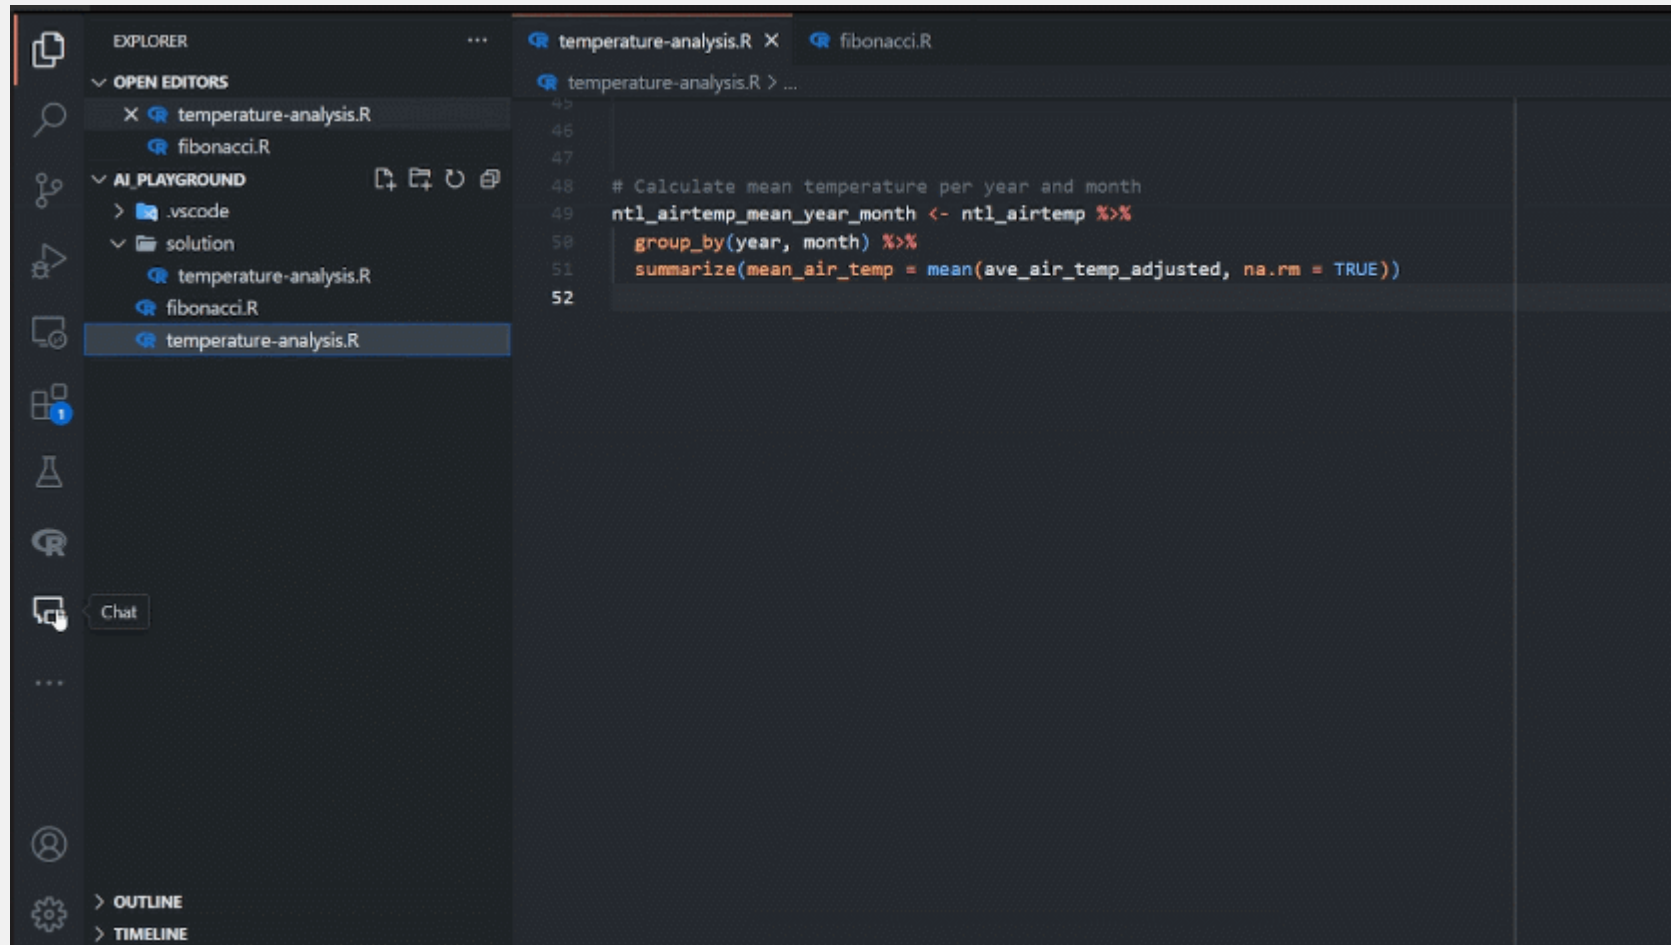 EXPLORER
OPEN EDITORS
temperature-analysis.R
fibonacci.R
AI_PLAYGROUND
.vscode
solution
temperature-analysis.R
fibonacci.R
temperature-analysis.R
1
Chat
OUTLINE
TIMELINE
temperature-analysis.R
fibonacci.R
temperature-analysis.R > ...
45
46
47
48 # Calculate mean temperature per year and month
49 ntl_airtemp_mean_year_month <- ntl_airtemp %>%
50 group_by(year, month) %>%
51 summarize(mean_air_temp = mean(ave_air_temp_adjusted, na.rm = TRUE))
52